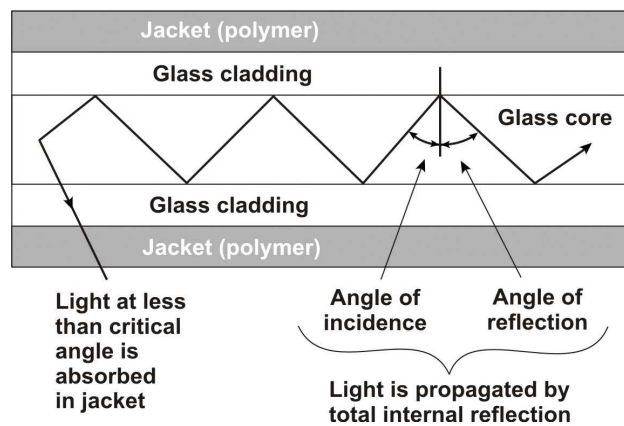 Jacket (polymer)
Glass cladding
Glass core
Glass cladding
Jacket (polymer)
Light at less
than critical
angle is
absorbed
in jacket
Angle of
incidence
Angle of
reflection
Light is propagated by
total internal reflection